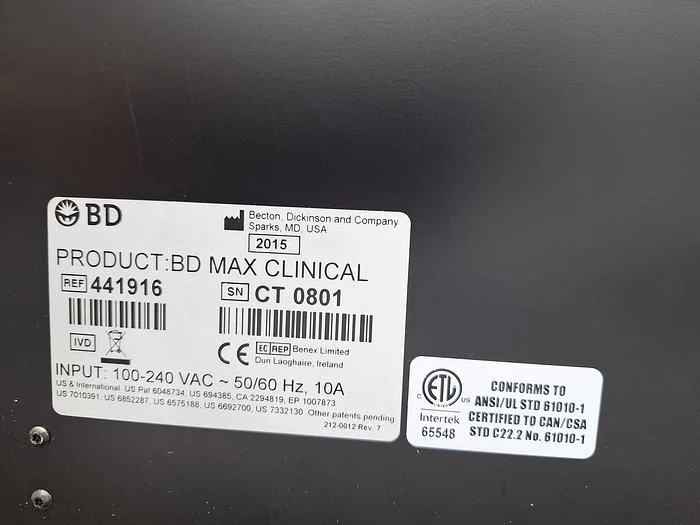 BD
Becton, Dickinson and Company
Sparks, MD, USA
2015
PRODUCT:BD MAX CLINICAL
REF 441916
SN CT 0801
IVD
CE
EC REP Benex Limited
Dun Laoghaire, Ireland
INPUT: 100-240 VAC ~ 50/60 Hz, 10A
US & International. US Pat 6048734, US 694385, CA 2294819, EP 1007873
US 7010391, US 6852287, US 6575188, US 6692700, US 7332130 Other patents pending
212-0012 Rev. 7
C ETL US
INTERTEK
Intertek
65548
CONFORMS TO
ANSI/UL STD 61010-1
CERTIFIED TO CAN/CSA
STD C22.2 No. 61010-1